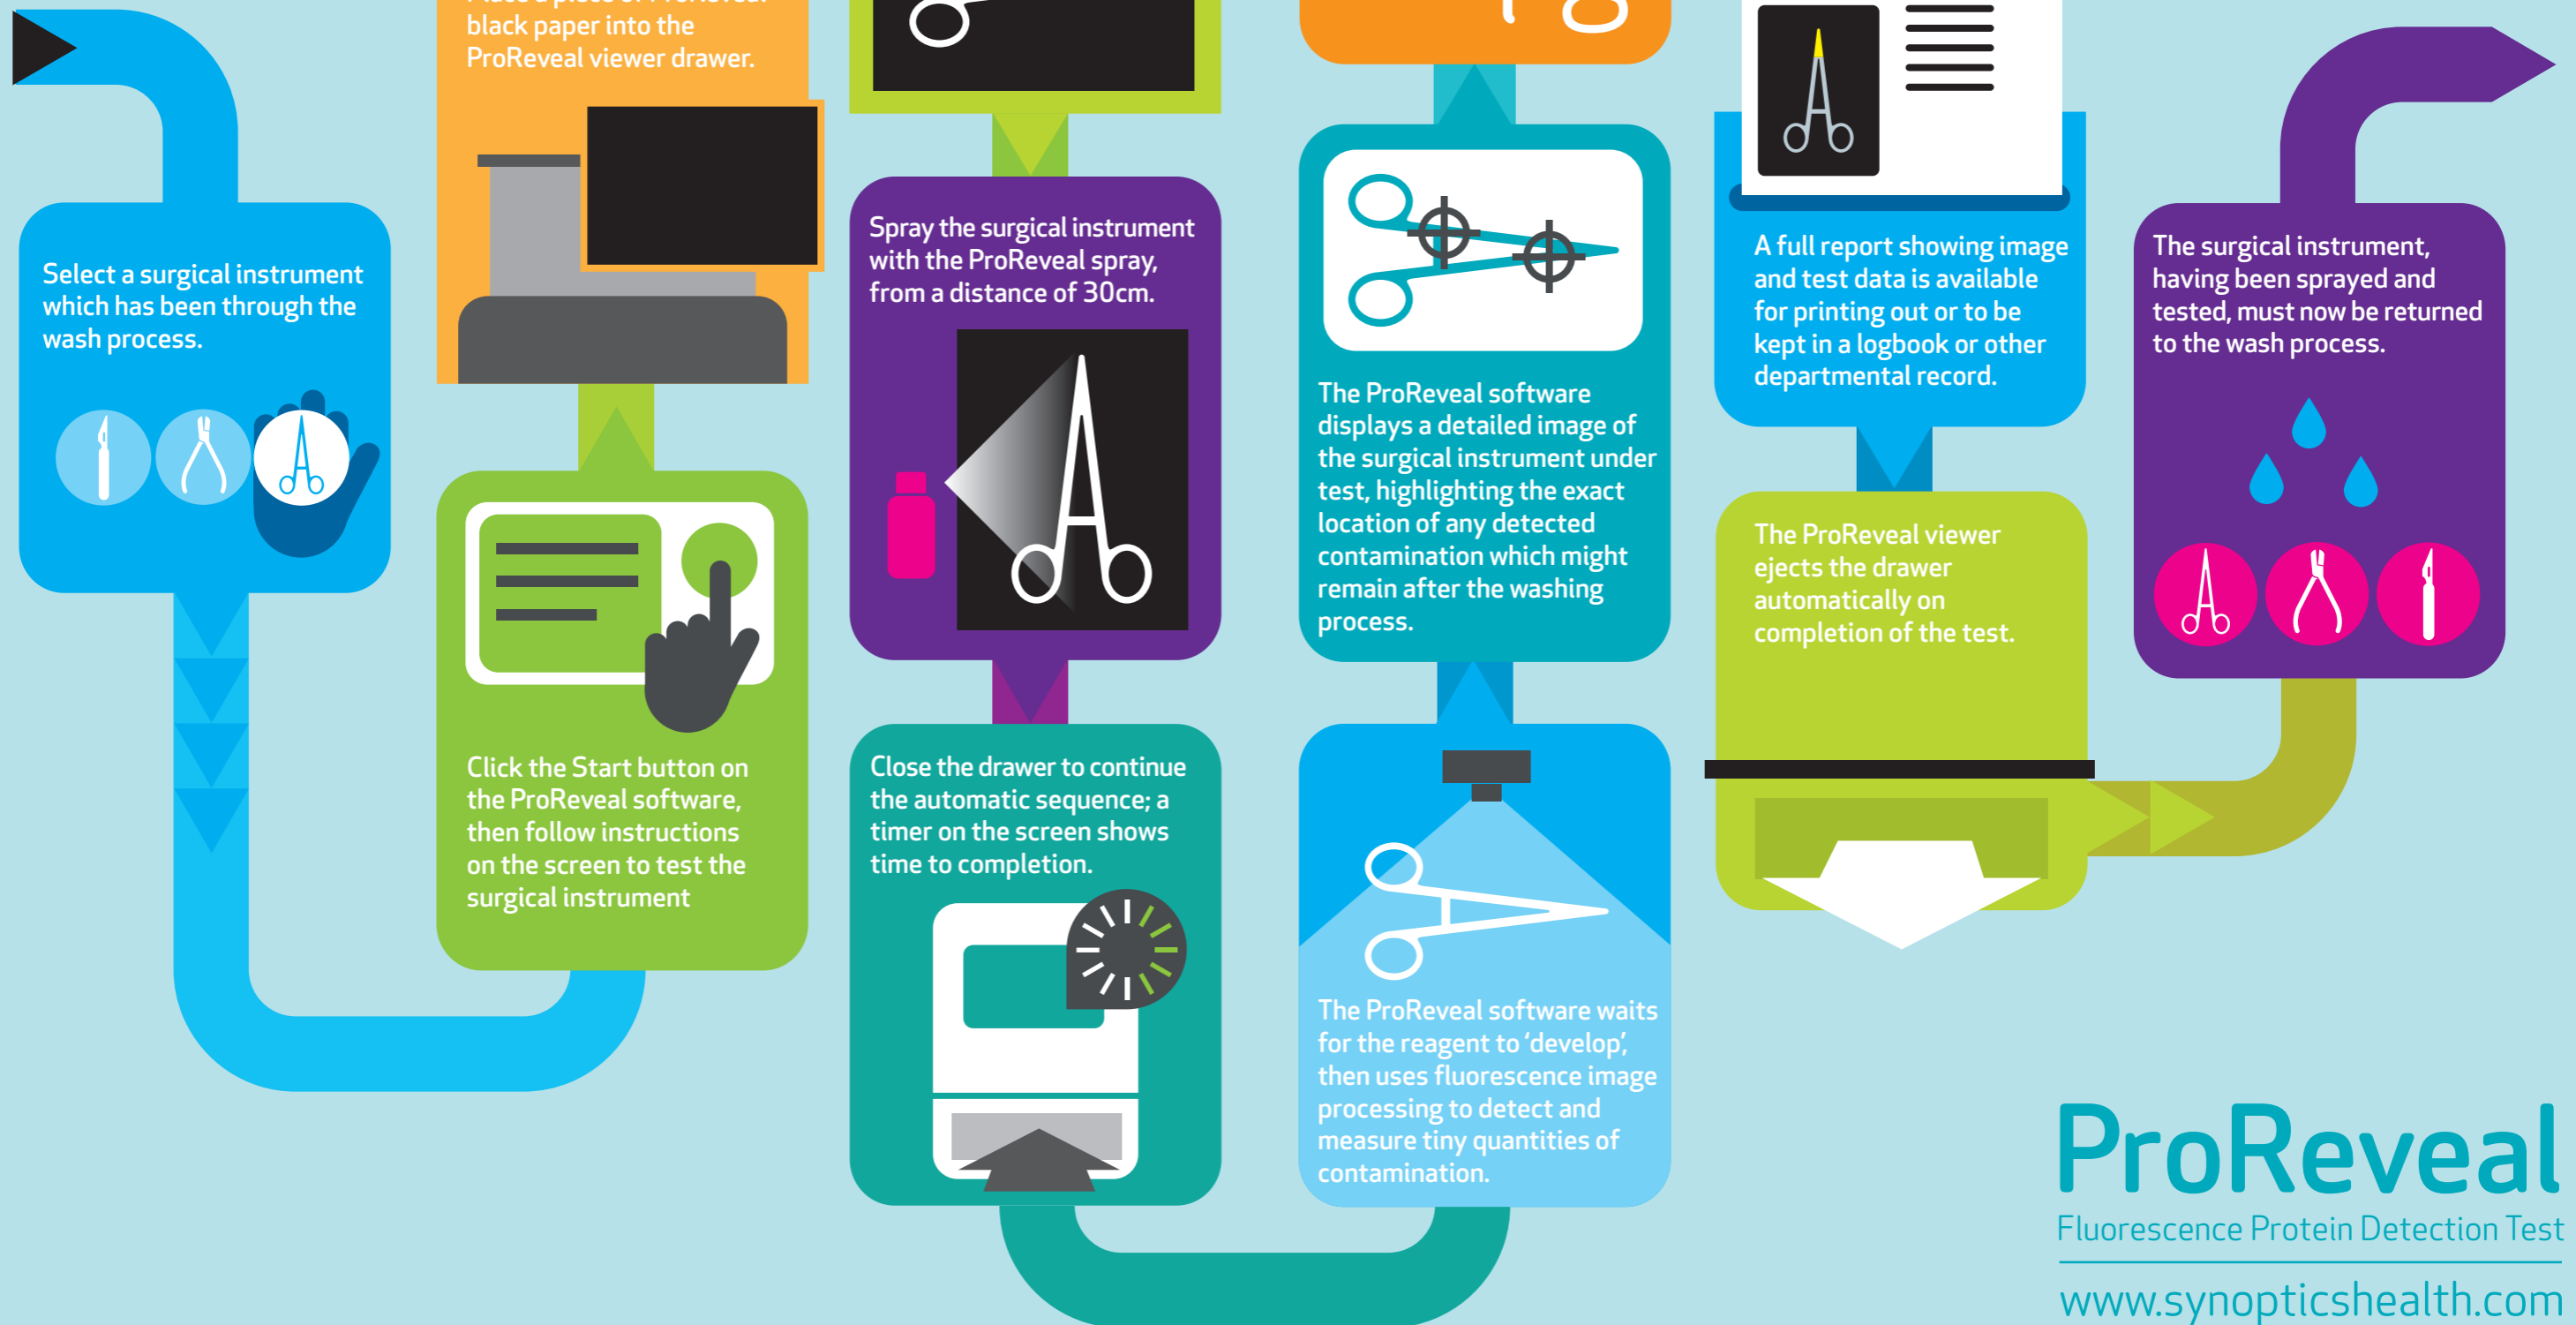 Select a surgical instrument
which has been through the
wash process.
Click the Start button on
the ProReveal software,
then follow instructions
on the screen to test the
surgical instrument
Place a piece of ProReveal
black paper into the
ProReveal viewer drawer.
Spray the surgical instrument
with the ProReveal spray,
from a distance of 30cm.
Close the drawer to continue
the automatic sequence; a
timer on the screen shows
time to completion.
The ProReveal software waits
for the reagent to ‘develop’,
then uses fluorescence image
processing to detect and
measure tiny quantities of
contamination.
The ProReveal software
displays a detailed image of
the surgical instrument under
test, highlighting the exact
location of any detected
contamination which might
remain after the washing
process.
A full report showing image
and test data is available
for printing out or to be
kept in a logbook or other
departmental record.
The ProReveal viewer
ejects the drawer
automatically on
completion of the test.
The surgical instrument,
having been sprayed and
tested, must now be returned
to the wash process.
ProReveal
Fluorescence Protein Detection Test
www.synopticshealth.com